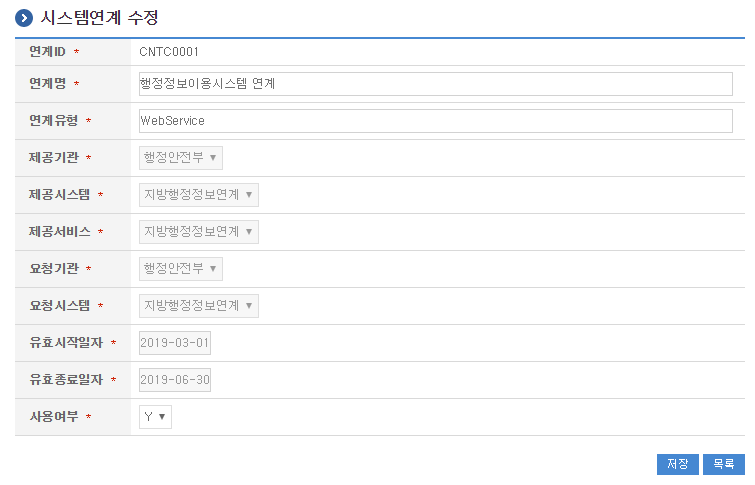 시스템연계 수정
연계ID * CNTC0001
연계명 * 행정정보이용시스템 연계
연계유형 * WebService
제공기관 * 행정안전부 ▼
제공시스템 * 지방행정정보연계 ▼
제공서비스 * 지방행정정보연계 ▼
요청기관 * 행정안전부 ▼
요청시스템 * 지방행정정보연계 ▼
유효시작일자 * 2019-03-01
유효종료일자 * 2019-06-30
사용여부 * Y ▼
저장 목록